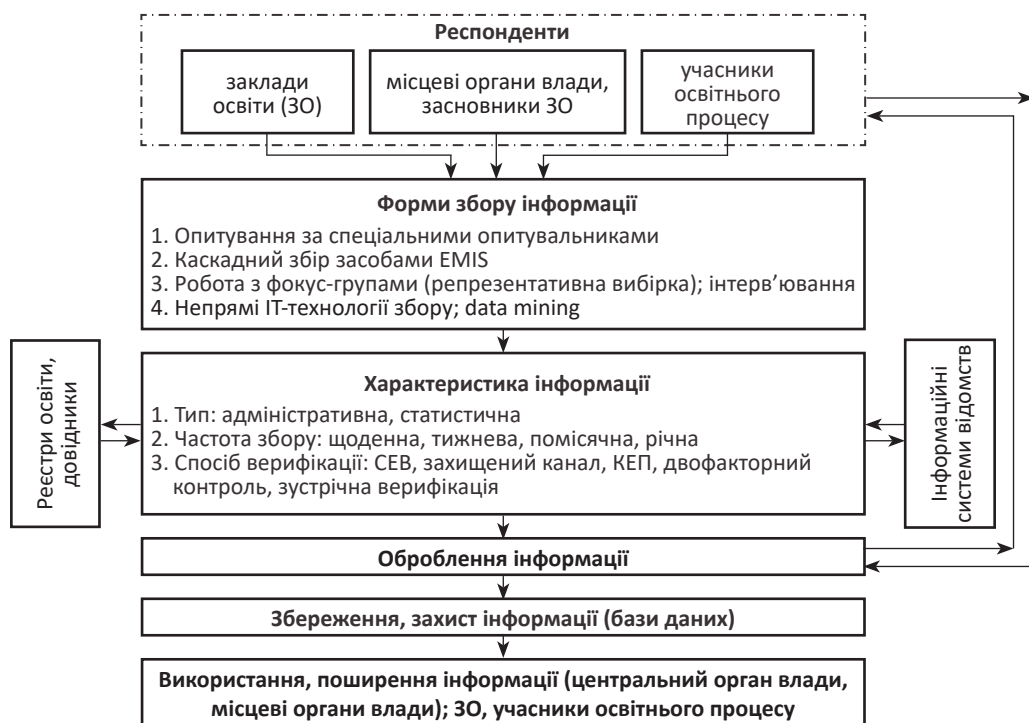 Респонденти
заклади
освіти (ЗО)
місцеві органи влади,
засновники ЗО
учасники
освітнього
процесу
Форми збору інформації
1. Опитування за спеціальними опитувальниками
2. Каскадний збір засобами EMIS
3. Робота з фокус-групами (репрезентативна вибірка); інтерв’ювання
4. Непрямі ІТ-технології збору; data mining
Реєстри освіти,
довідники
Характеристика інформації
1. Тип: адміністративна, статистична
2. Частота збору: щоденна, тижнева, помісячна, річна
3. Спосіб верифікації: СЕВ, захищений канал, КЕП, двофакторний
контроль, зустрічна верифікація
Інформаційні
системи відомств
Оброблення інформації
Збереження, захист інформації (бази даних)
Використання, поширення інформації (центральний орган влади,
місцеві органи влади); ЗО, учасники освітнього процесу